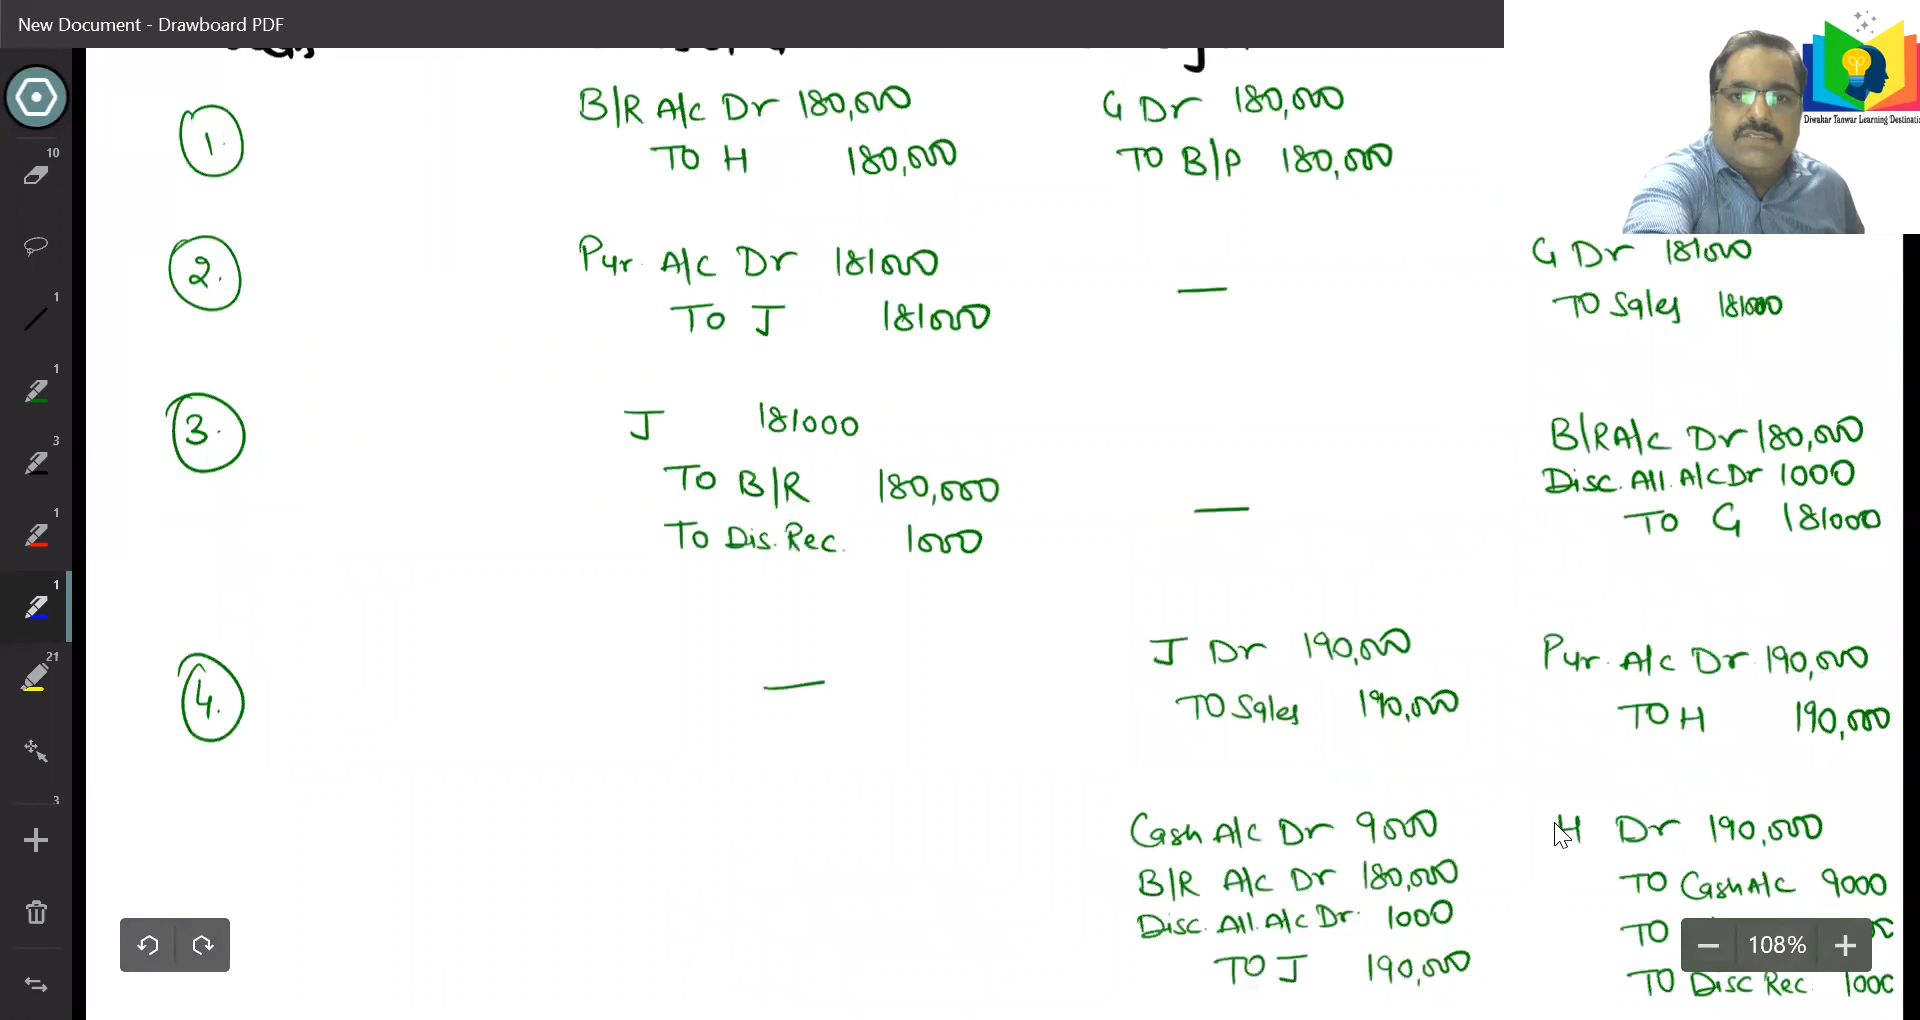 New Document - Drawboard PDF
Diwakar Tanwar Learning Destinatio
1.
B/R A/c Dr 180,000
To H 180,000
G Dr 180,000
To B/P 180,000
2.
Pur. A/c Dr 181000
To J 181000
—
G Dr 181000
To Sales 181000
3.
J 181000
To B/R 180,000
To Dis. Rec. 1000
—
B/R A/c Dr 180,000
Disc. All. A/c Dr 1000
To G 181000
4.
—
J Dr 190,000
To Sales 190,000
Pur. A/c Dr 190,000
To H 190,000
Cash A/c Dr 9000
B/R A/c Dr 180,000
Disc. All. A/c Dr. 1000
To J 190,000
H Dr 190,000
To Cash A/c 9000
To
To Disc Rec. 1000
10
1
1
3
1
1
21
3
108%